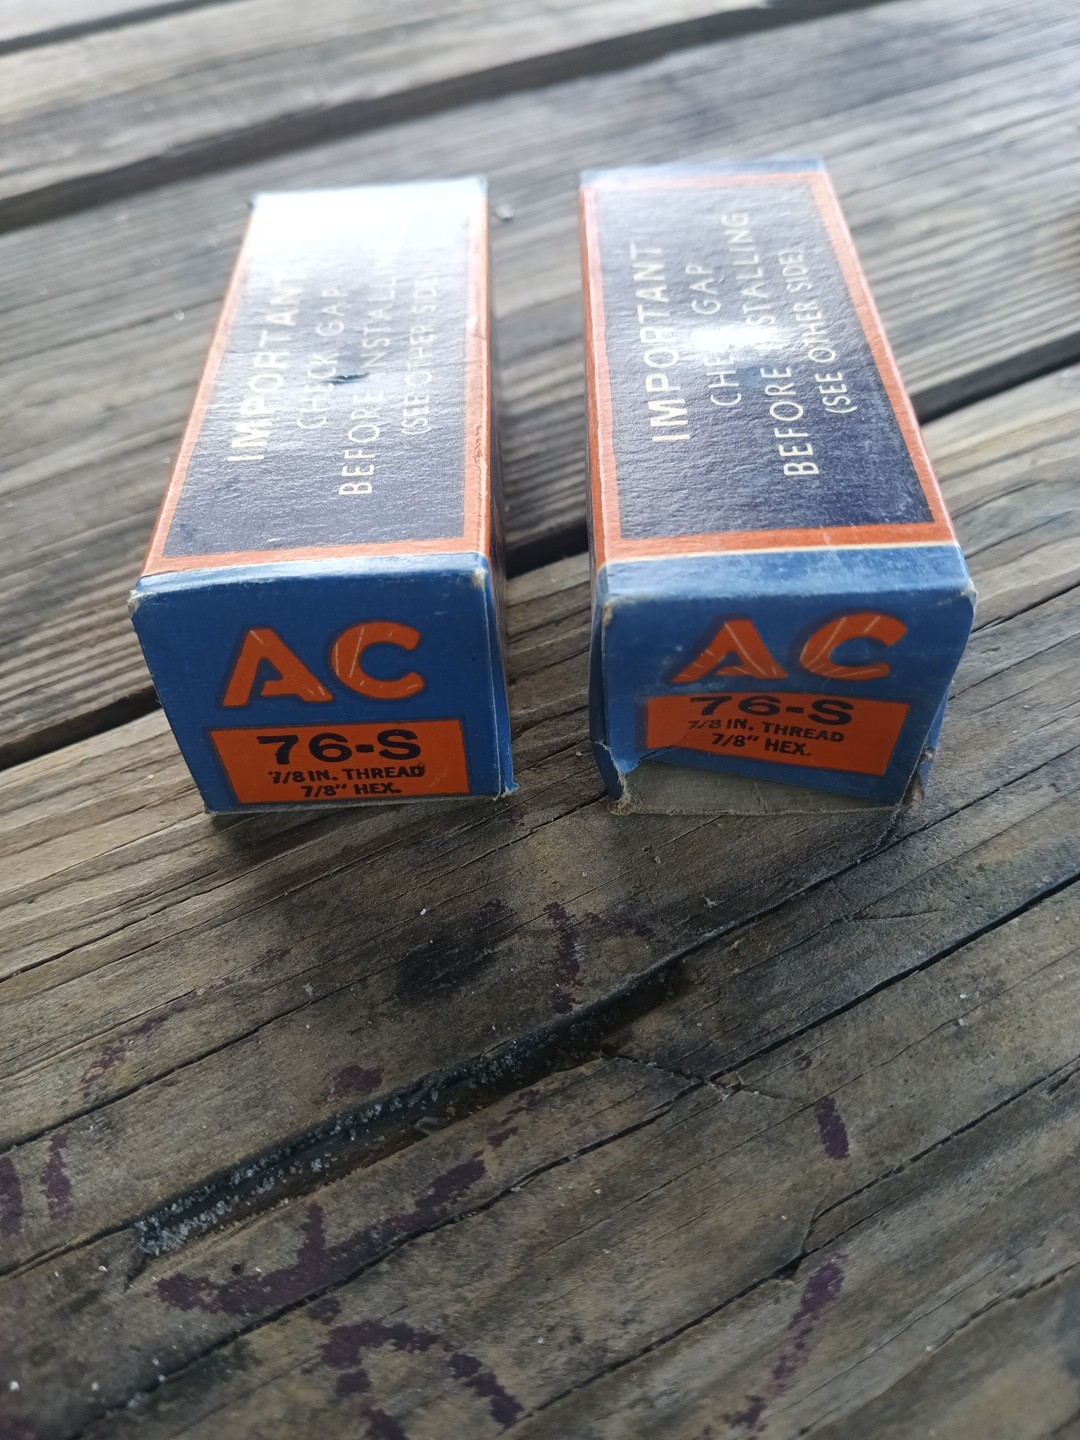 IMPORTANT
CHECK GAP
BEFORE INSTALLING
(SEE OTHER SIDE)
AC
76-S
7/8 IN. THREAD
7/8" HEX.
IMPORTANT
CHECK GAP
BEFORE INSTALLING
(SEE OTHER SIDE)
AC
76-S
7/8 IN. THREAD
7/8" HEX.